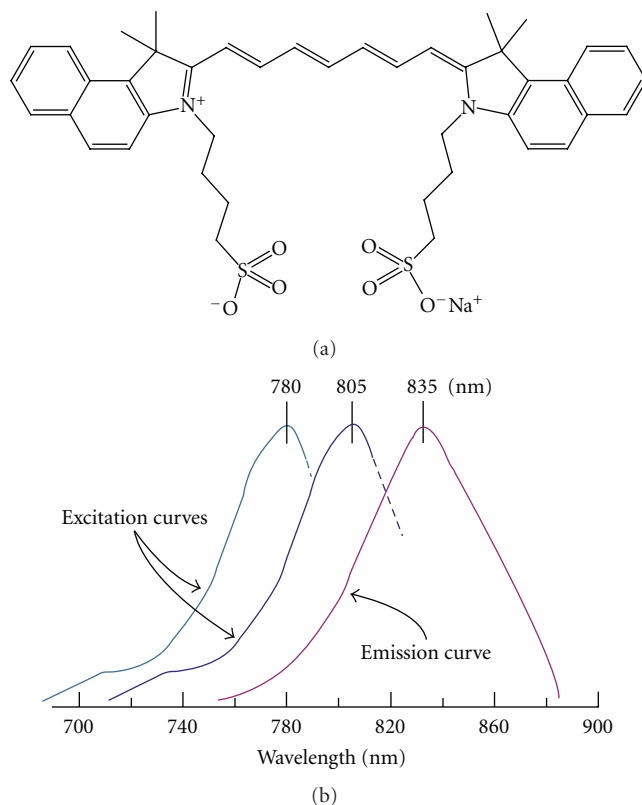 N⁺
N
O
S
O
⁻O
O
S
O
O⁻Na⁺
(a)
780 805 835 (nm)
Excitation curves
Emission curve
700 740 780 820 860 900
Wavelength (nm)
(b)